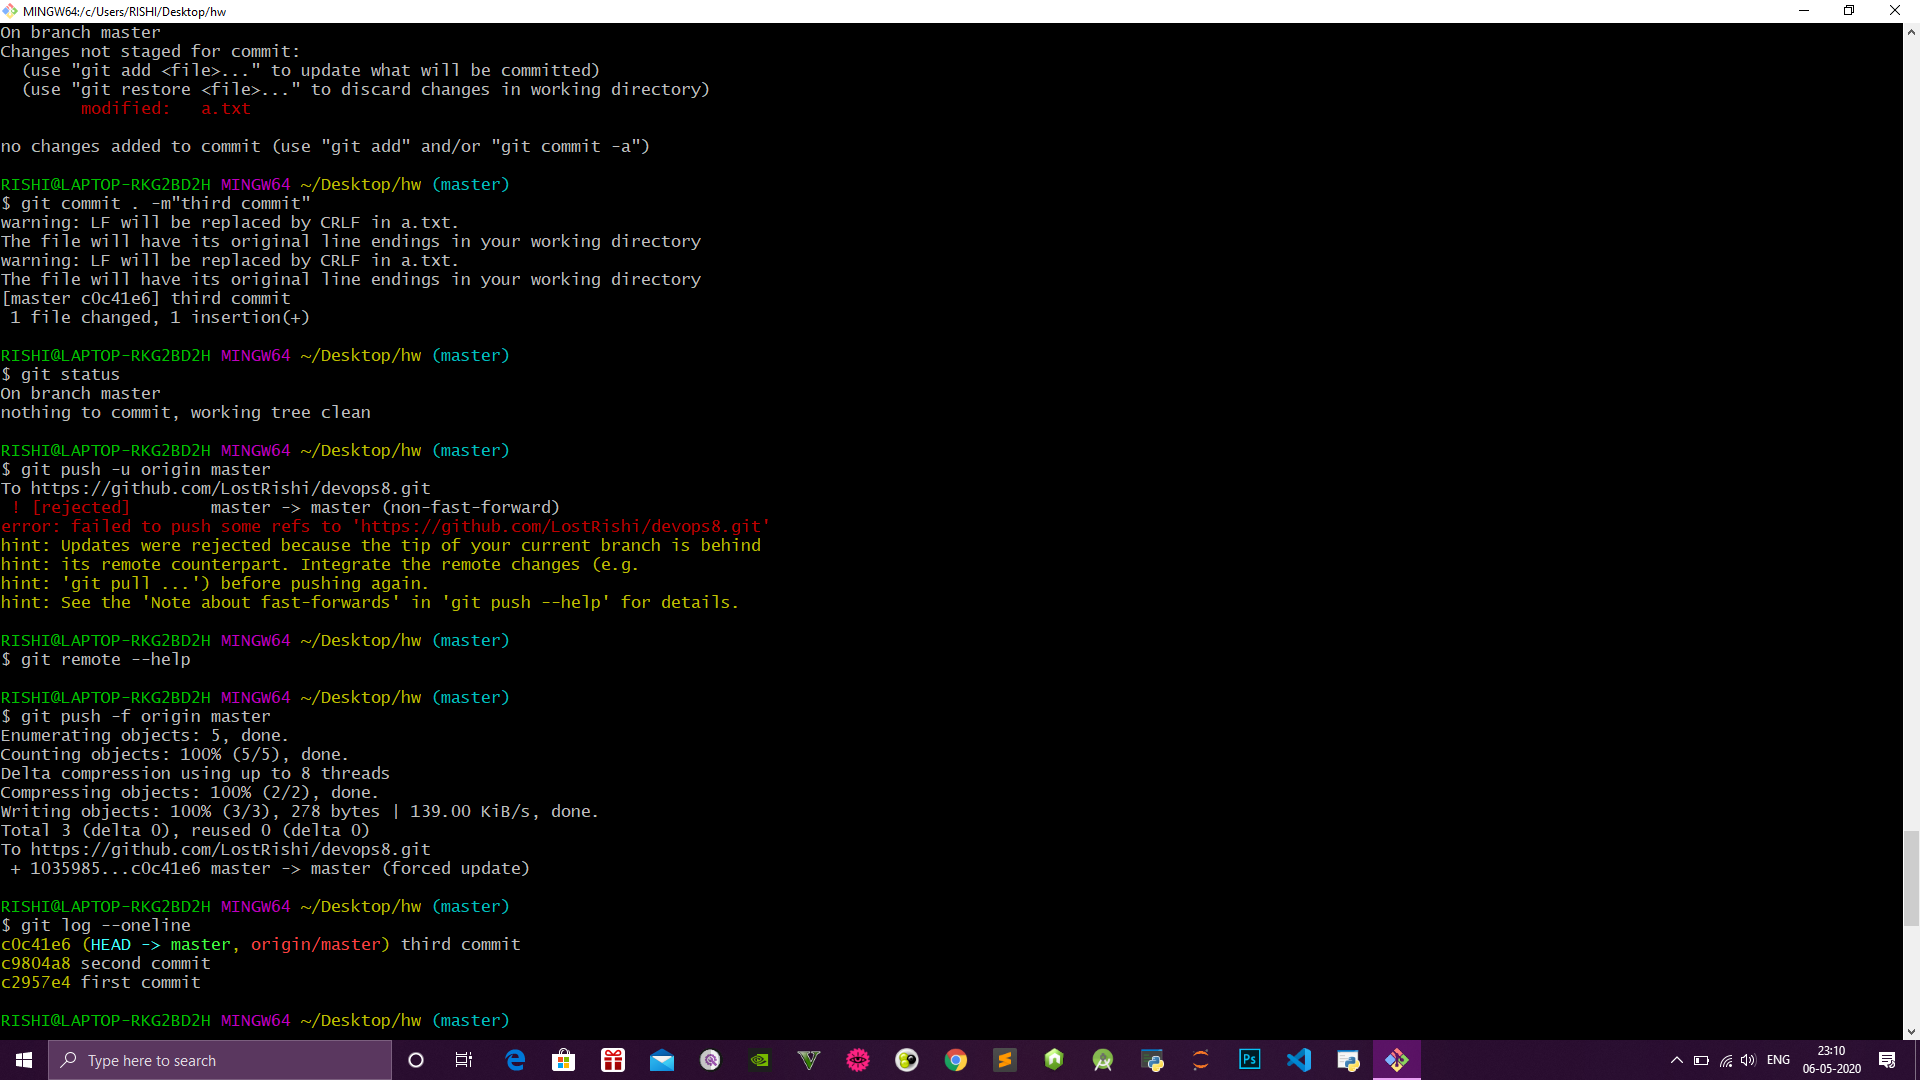 MINGW64:/c/Users/RISHI/Desktop/hw
On branch master
Changes not staged for commit:
  (use "git add <file>..." to update what will be committed)
  (use "git restore <file>..." to discard changes in working directory)
        modified:   a.txt

no changes added to commit (use "git add" and/or "git commit -a")

RISHI@LAPTOP-RKG2BD2H MINGW64 ~/Desktop/hw (master)
$ git commit . -m"third commit"
warning: LF will be replaced by CRLF in a.txt.
The file will have its original line endings in your working directory
warning: LF will be replaced by CRLF in a.txt.
The file will have its original line endings in your working directory
[master c0c41e6] third commit
 1 file changed, 1 insertion(+)

RISHI@LAPTOP-RKG2BD2H MINGW64 ~/Desktop/hw (master)
$ git status
On branch master
nothing to commit, working tree clean

RISHI@LAPTOP-RKG2BD2H MINGW64 ~/Desktop/hw (master)
$ git push -u origin master
To https://github.com/LostRishi/devops8.git
 ! [rejected]        master -> master (non-fast-forward)
error: failed to push some refs to 'https://github.com/LostRishi/devops8.git'
hint: Updates were rejected because the tip of your current branch is behind
hint: its remote counterpart. Integrate the remote changes (e.g.
hint: 'git pull ...') before pushing again.
hint: See the 'Note about fast-forwards' in 'git push --help' for details.

RISHI@LAPTOP-RKG2BD2H MINGW64 ~/Desktop/hw (master)
$ git remote --help

RISHI@LAPTOP-RKG2BD2H MINGW64 ~/Desktop/hw (master)
$ git push -f origin master
Enumerating objects: 5, done.
Counting objects: 100% (5/5), done.
Delta compression using up to 8 threads
Compressing objects: 100% (2/2), done.
Writing objects: 100% (3/3), 278 bytes | 139.00 KiB/s, done.
Total 3 (delta 0), reused 0 (delta 0)
To https://github.com/LostRishi/devops8.git
 + 1035985...c0c41e6 master -> master (forced update)

RISHI@LAPTOP-RKG2BD2H MINGW64 ~/Desktop/hw (master)
$ git log --oneline
c0c41e6 (HEAD -> master, origin/master) third commit
c9804a8 second commit
c2957e4 first commit

RISHI@LAPTOP-RKG2BD2H MINGW64 ~/Desktop/hw (master)
Type here to search
Ps
ENG
23:10
06-05-2020